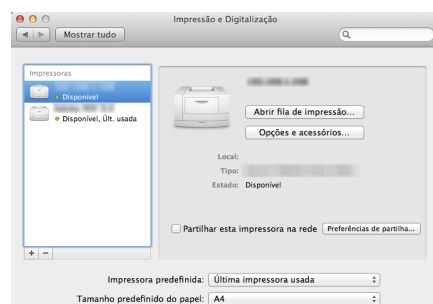 Impressão e Digitalização
Mostrar tudo
Impressoras
Disponível
Disponível, Últ. usada
Abrir fila de impressão...
Opções e acessórios...
Local:
Tipo:
Estado: Disponível
Partilhar esta impressora na rede Preferências de partilha...
Impressora predefinida: Última impressora usada
Tamanho predefinido do papel: A4